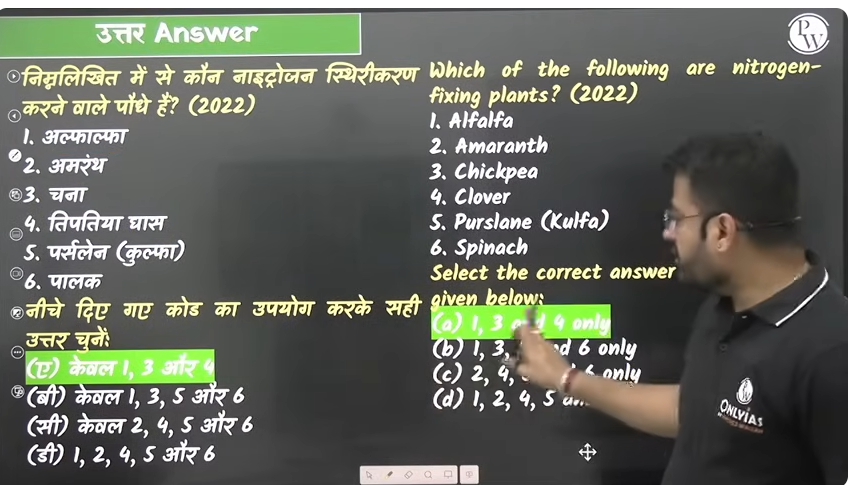 उत्तर Answer
PW
निम्नलिखित में से कौन नाइट्रोजन स्थिरीकरण
करने वाले पौधे हैं? (2022)
1. अल्फाल्फा
2. अमरंथ
3. चना
4. तिपतिया घास
5. पर्सलेन (कुल्फा)
6. पालक
नीचे दिए गए कोड का उपयोग करके सही
उत्तर चुनें:
(ए) केवल 1, 3 और 4
(बी) केवल 1, 3, 5 और 6
(सी) केवल 2, 4, 5 और 6
(डी) 1, 2, 4, 5 और 6
Which of the following are nitrogen-
fixing plants? (2022)
1. Alfalfa
2. Amaranth
3. Chickpea
4. Clover
5. Purslane (Kulfa)
6. Spinach
Select the correct answer
given below:
(a) 1, 3 and 4 only
(b) 1, 3, and 6 only
(c) 2, 4, 6 only
(d) 1, 2, 4, 5
ONLYIAS